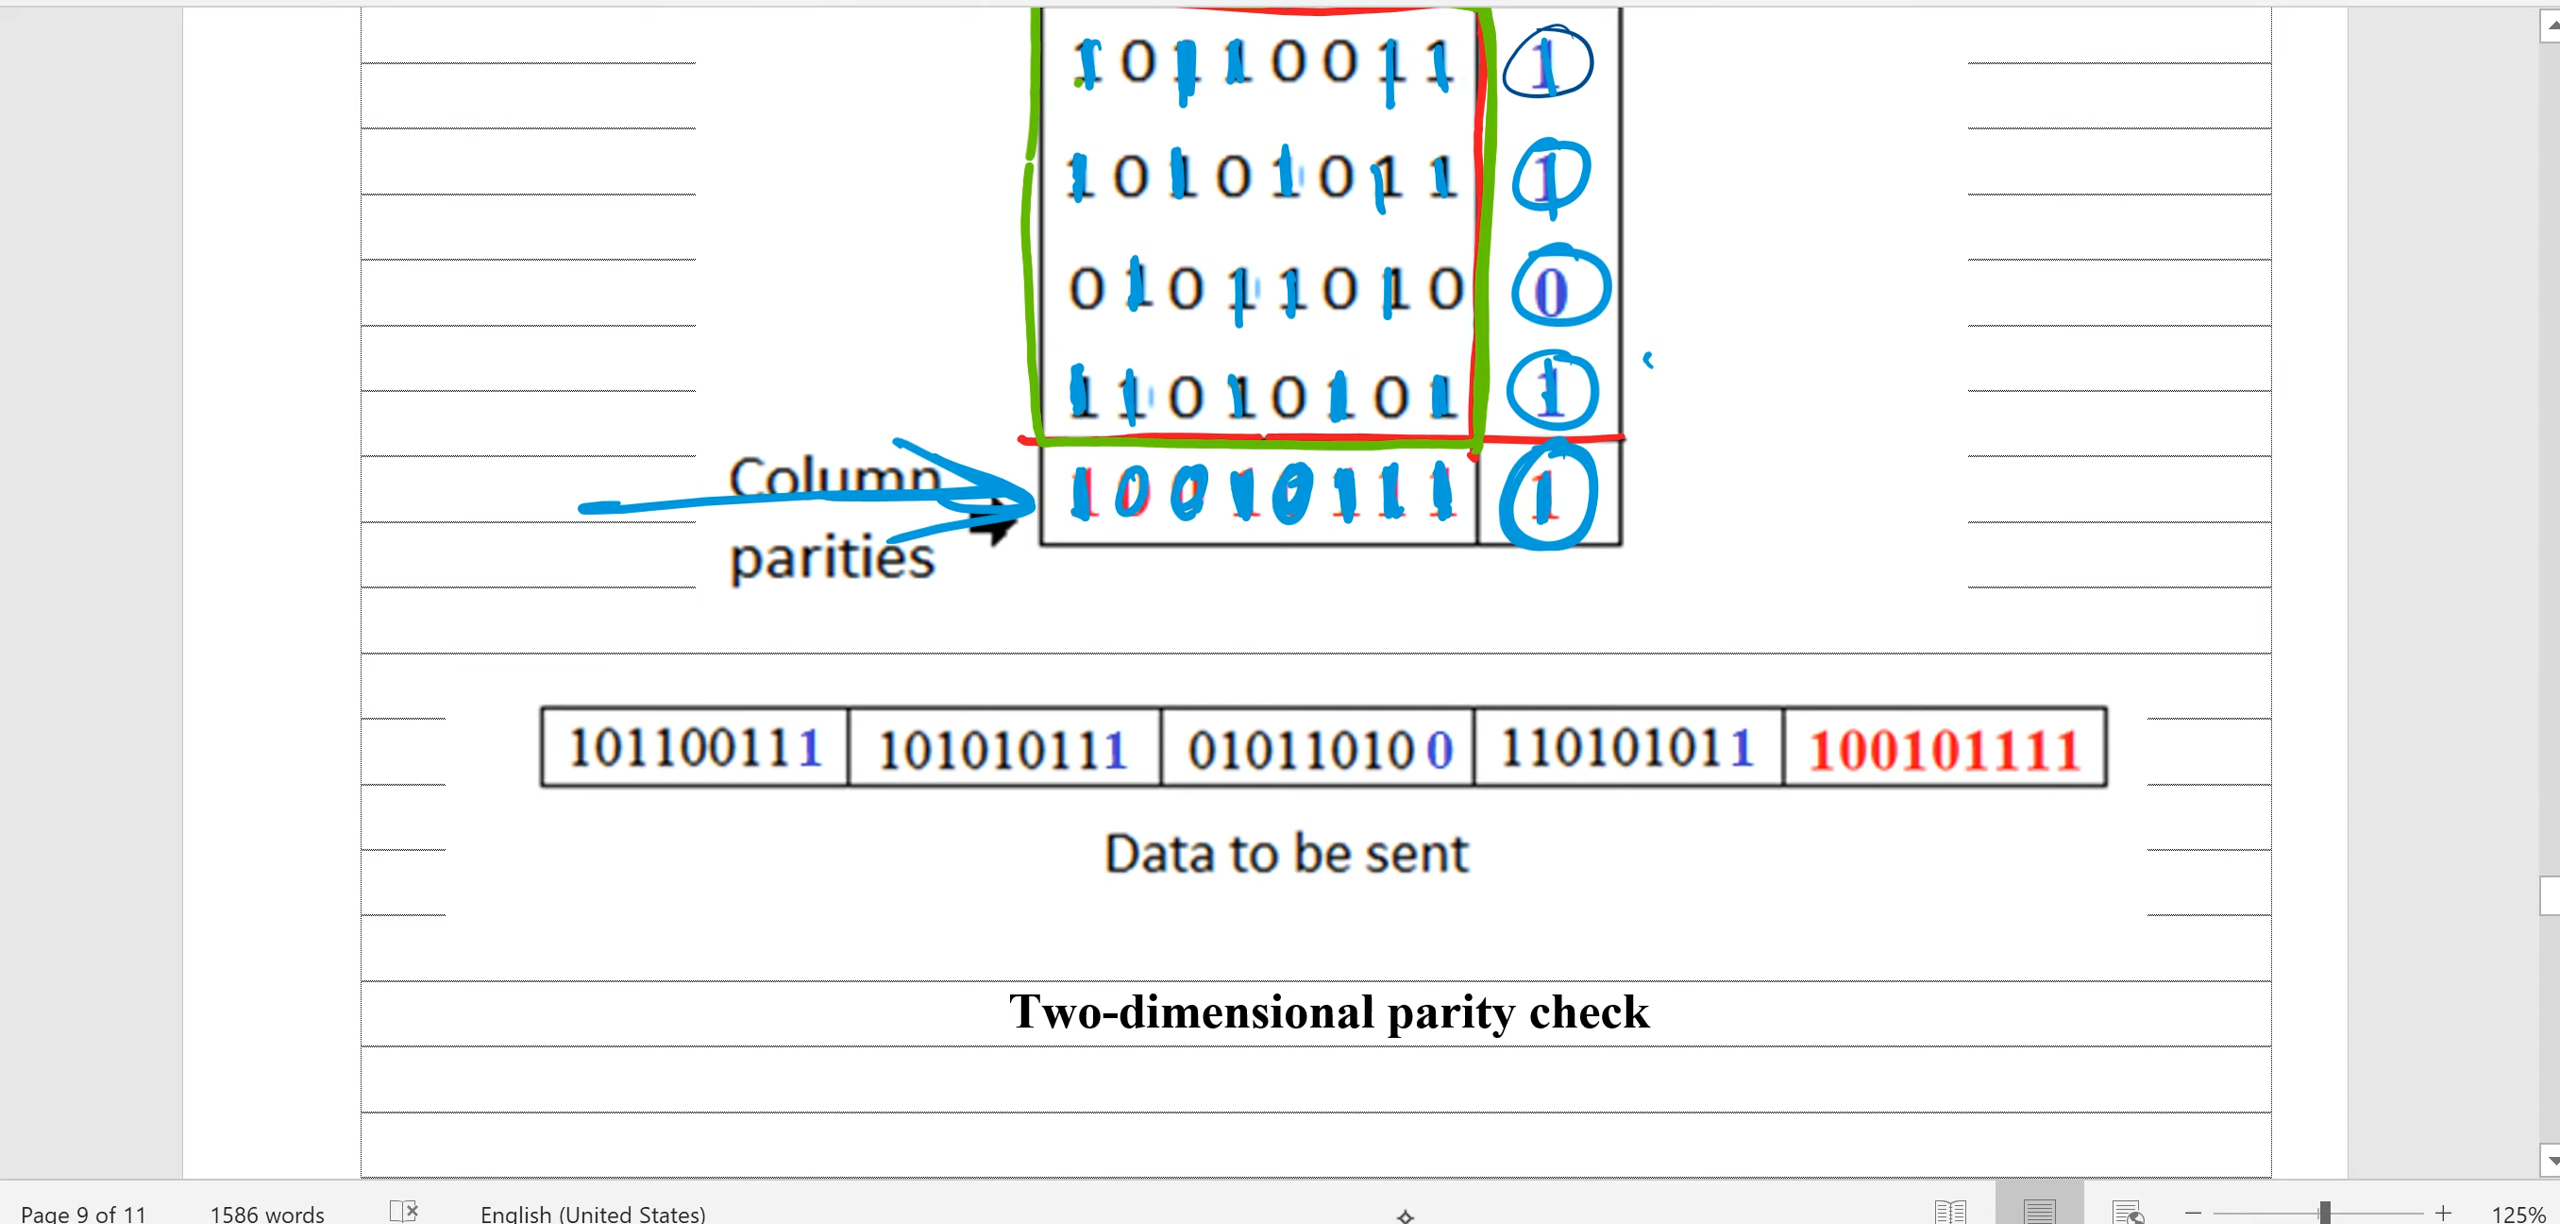 1 0 1 1 0 0 1 1 1
1 0 1 0 1 0 1 1 1
0 1 0 1 1 0 1 0 0
1 1 0 1 0 1 0 1 1
Column
parities
1 0 0 1 0 1 1 1 1
101100111 101010111 010110100 110101011 100101111
Data to be sent
Two-dimensional parity check
Page 9 of 11 1586 words English (United States) 125%